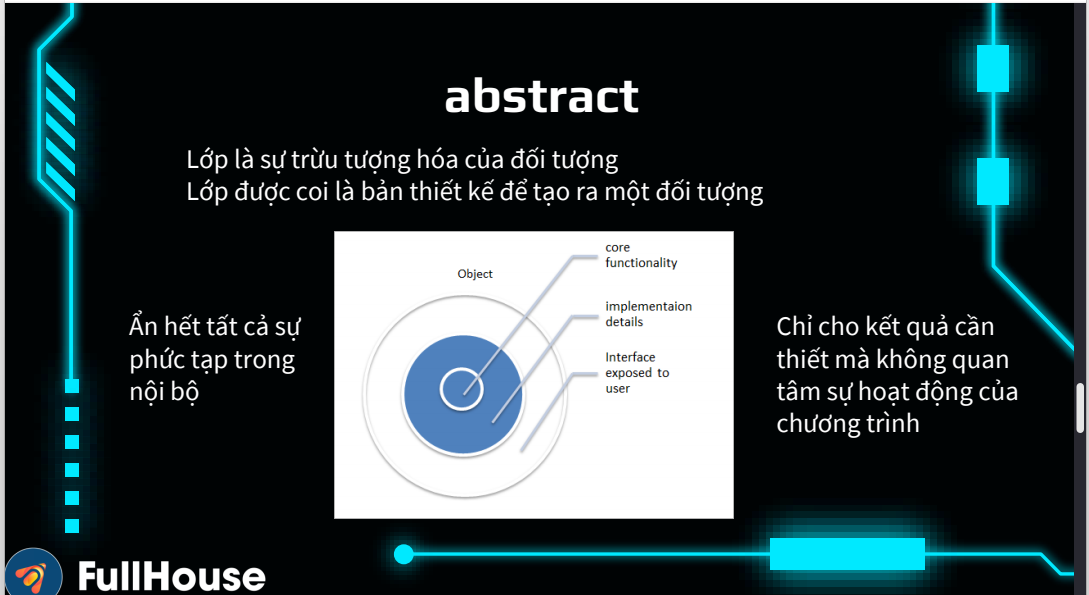 abstract
Lớp là sự trừu tượng hóa của đối tượng
Lớp được coi là bản thiết kế để tạo ra một đối tượng
Ẩn hết tất cả sự
phức tạp trong
nội bộ
Object
core
functionality
implementaion
details
Interface
exposed to
user
Chỉ cho kết quả cần
thiết mà không quan
tâm sự hoạt động của
chương trình
FullHouse